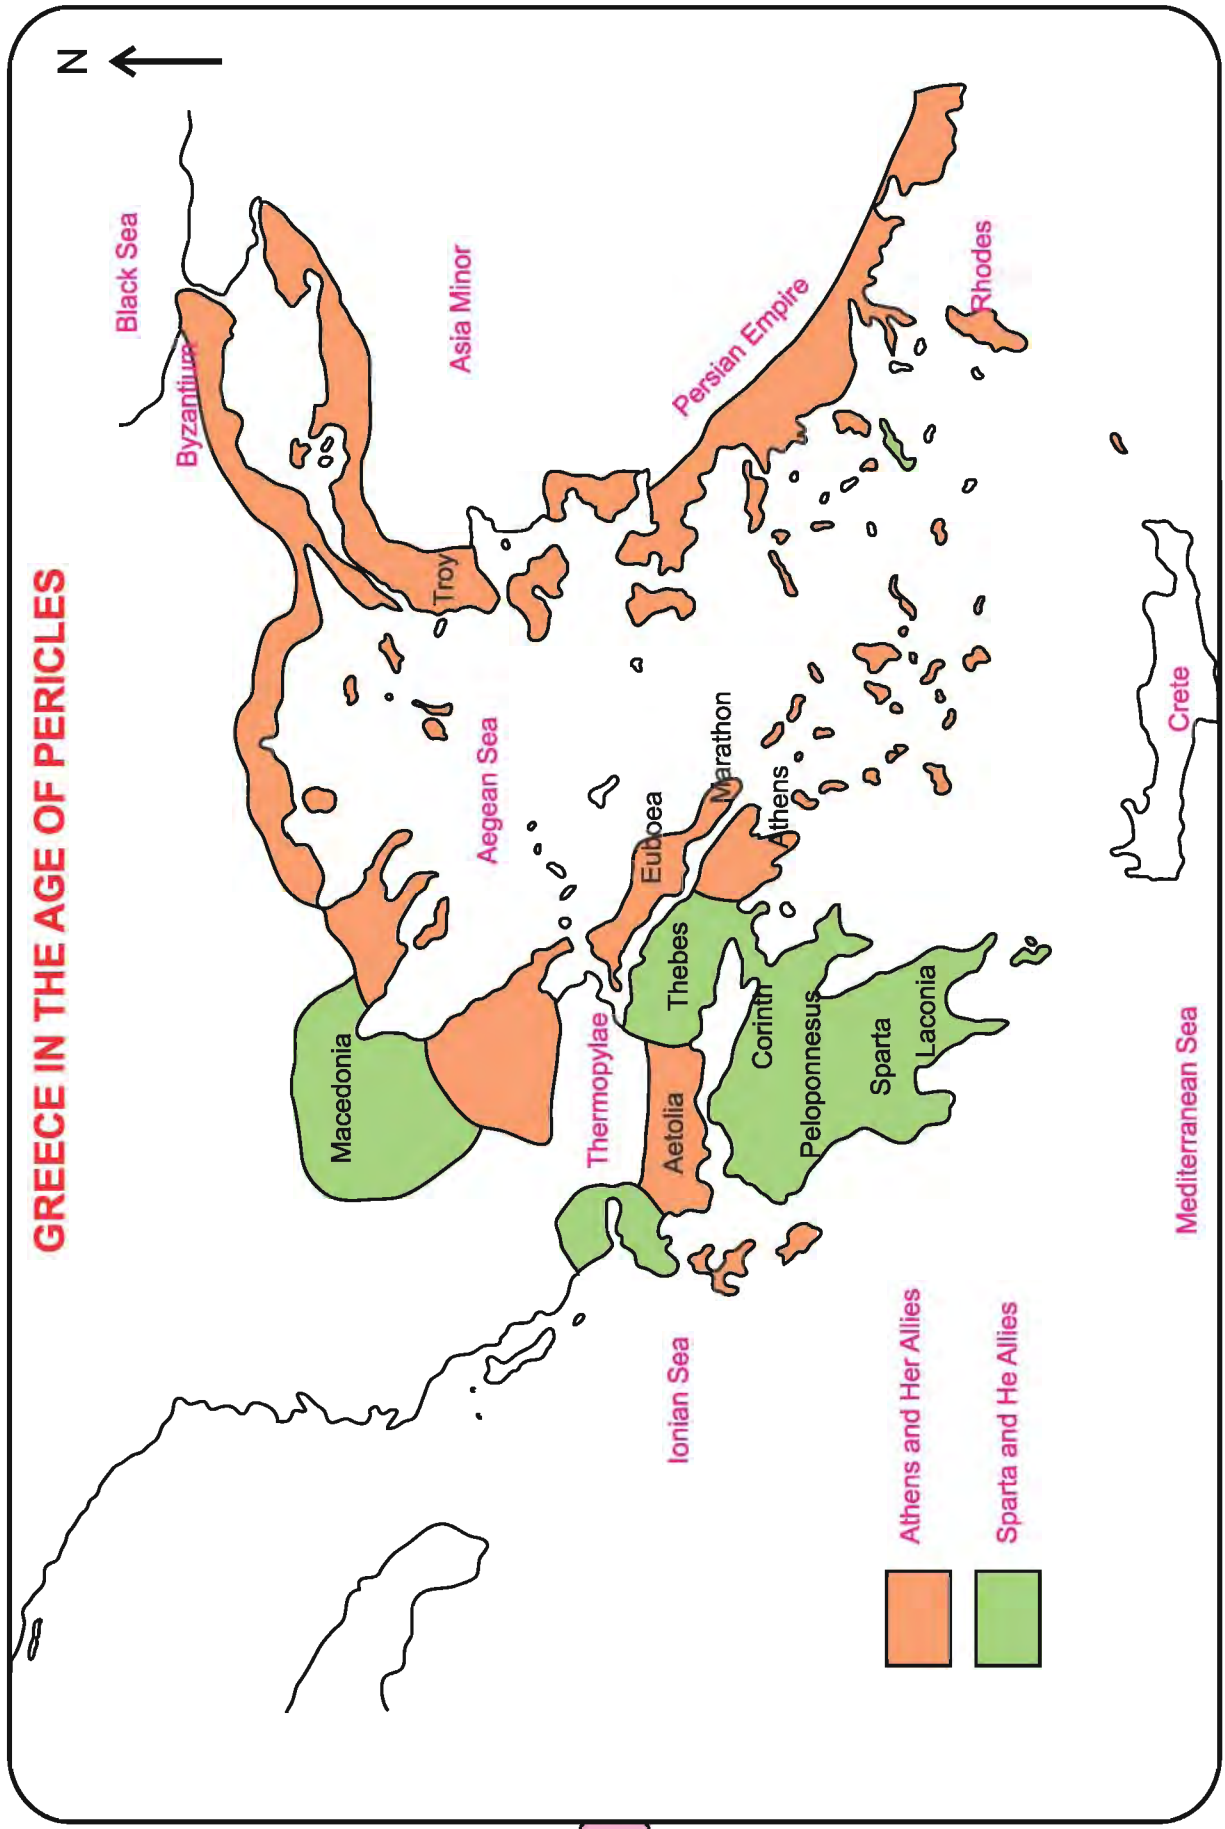 GREECE IN THE AGE OF PERICLES
N
Black Sea
Byzantium
Asia Minor
Macedonia
Troy
Aegean Sea
Persian Empire
Thermopylae
Euboea
Marathon
Ionian Sea
Aetolia
Thebes
Athens
Corinth
Peloponnesus
Sparta
Laconia
Rhodes
Athens and Her Allies
Sparta and He Allies
Mediterranean Sea
Crete